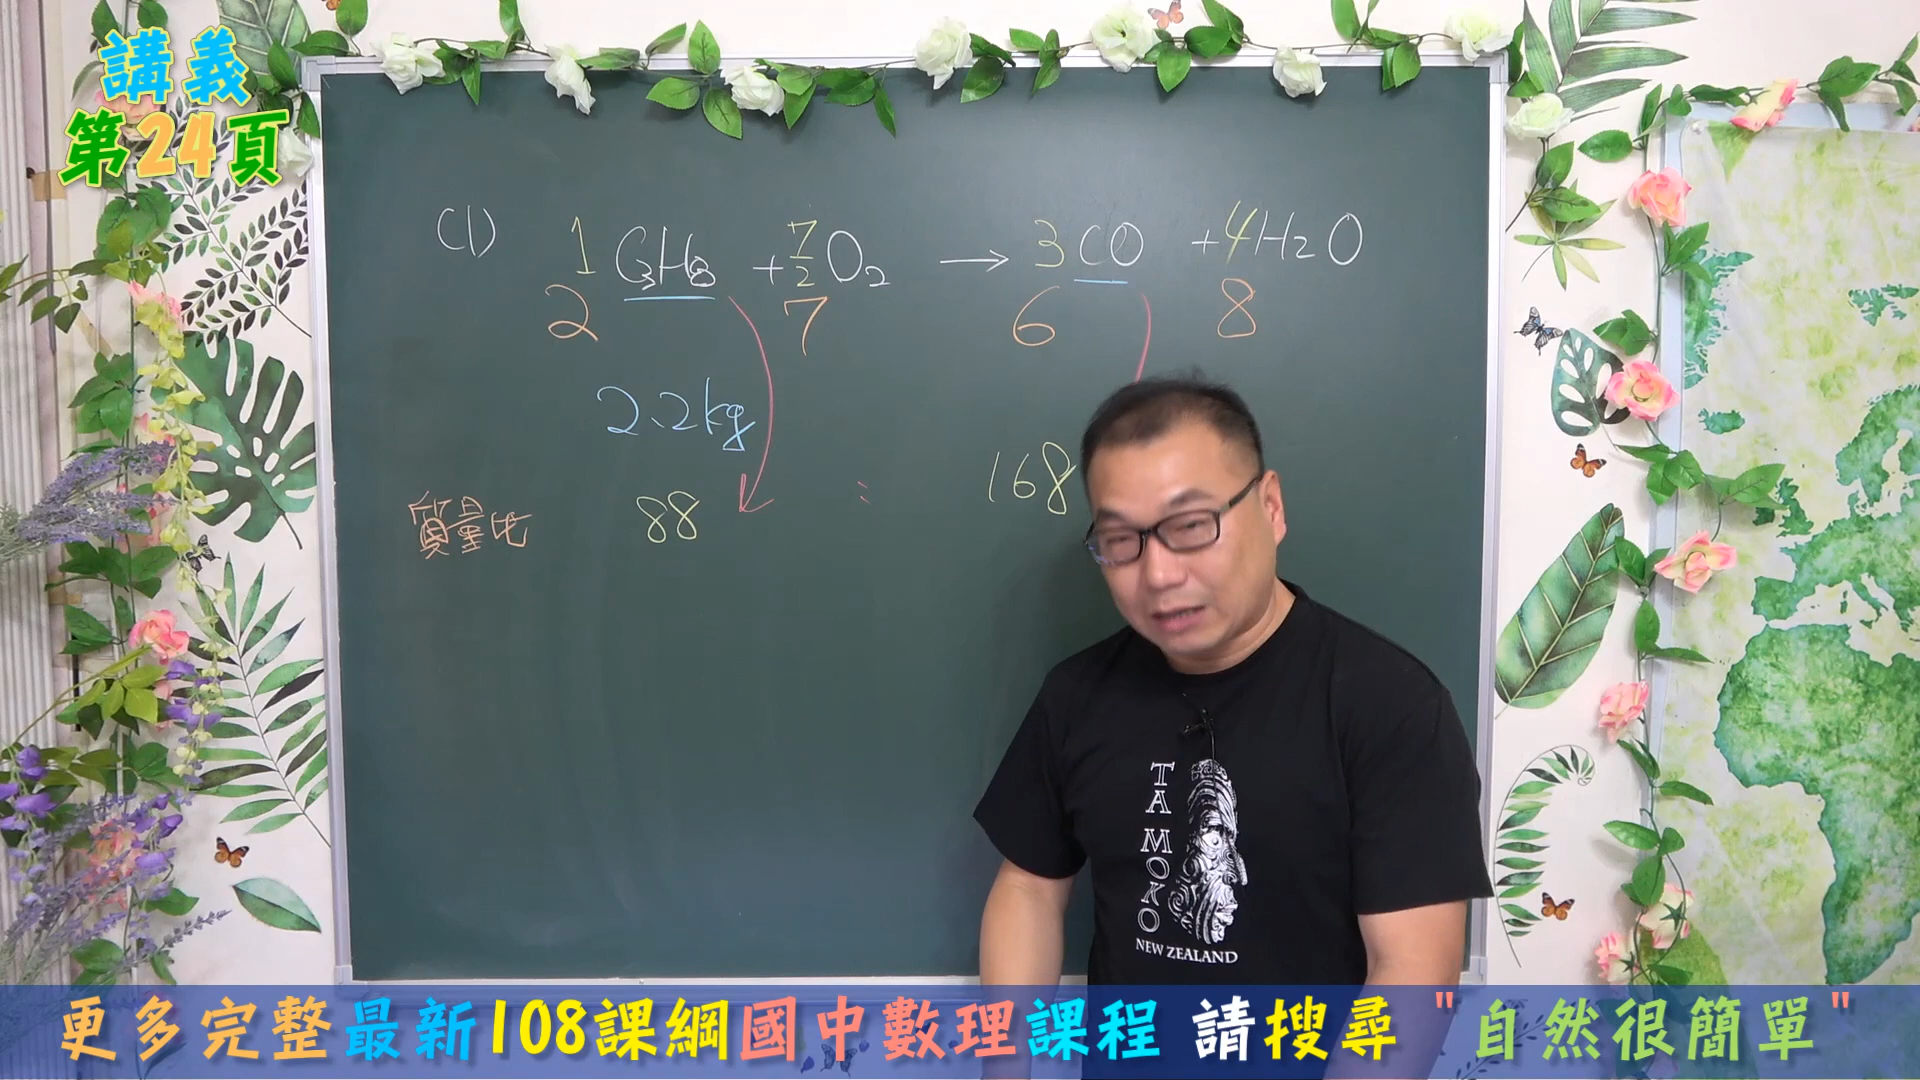 講義
第24頁
(1) 1 C3H8 + 7/2 O2 → 3 CO + 4 H2O
2 7 6 8
2.2kg
質量比 88 : 168
TA MOKO
NEW ZEALAND
更多完整最新108課綱國中數理課程 請搜尋 "自然很簡單"